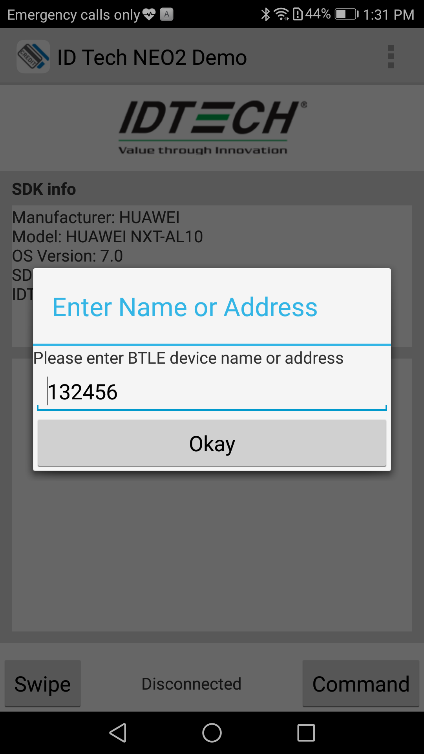 Emergency calls only A 44% 1:31 PM
ID Tech NEO2 Demo
IDTECH®
Value through Innovation
SDK info
Manufacturer: HUAWEI
Model: HUAWEI NXT-AL10
OS Version: 7.0
SD
IDT
Enter Name or Address
Please enter BTLE device name or address
132456
Okay
Swipe Disconnected Command